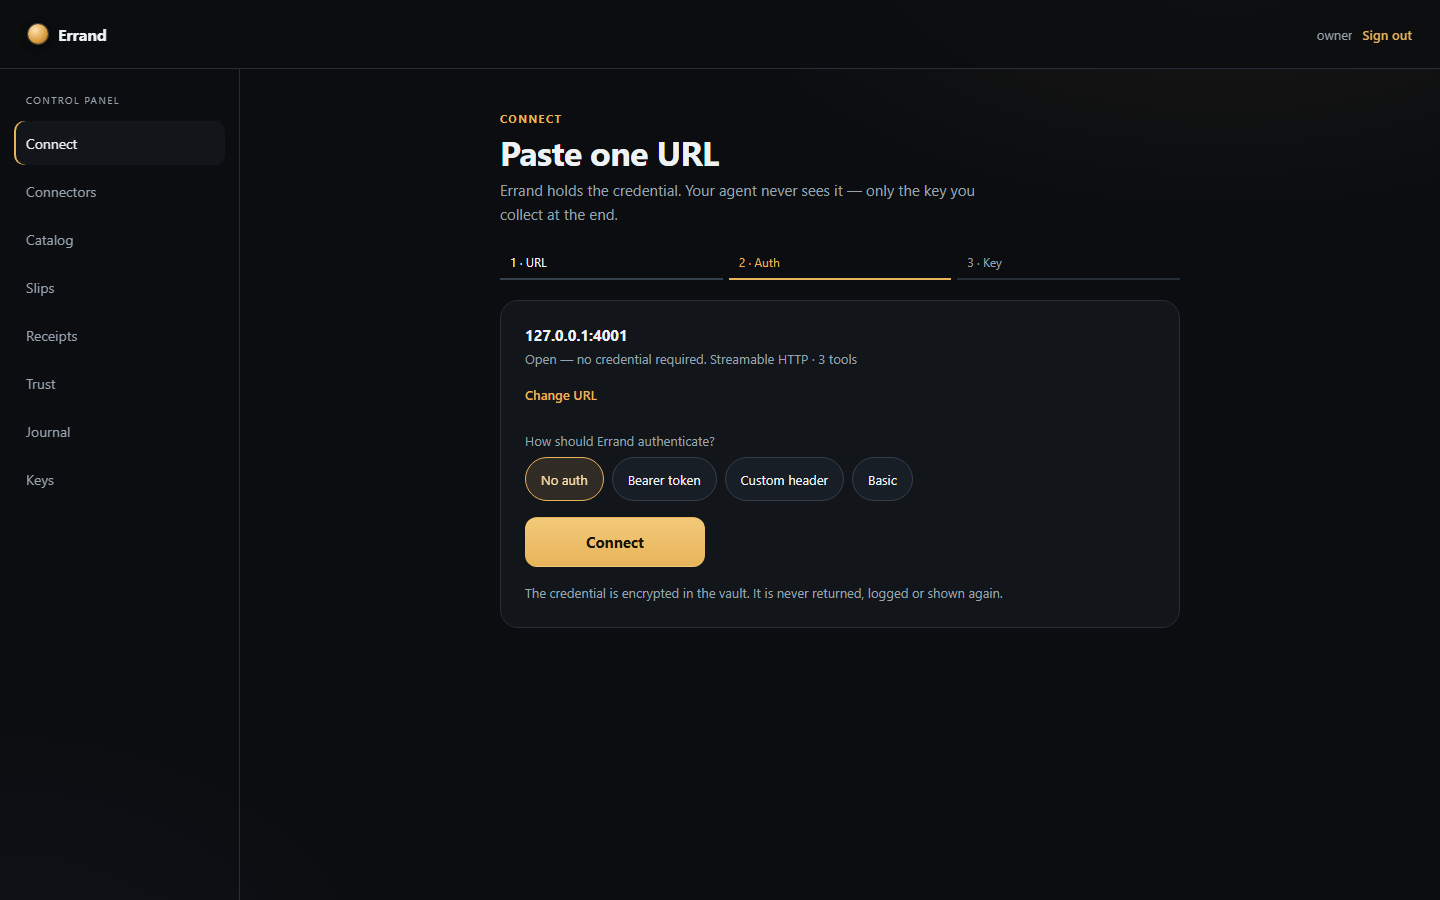 Errand
owner Sign out
CONTROL PANEL
Connect
Connectors
Catalog
Slips
Receipts
Trust
Journal
Keys
CONNECT
Paste one URL
Errand holds the credential. Your agent never sees it — only the key you
collect at the end.
1 · URL
2 · Auth
3 · Key
127.0.0.1:4001
Open — no credential required. Streamable HTTP · 3 tools
Change URL
How should Errand authenticate?
No auth
Bearer token
Custom header
Basic
Connect
The credential is encrypted in the vault. It is never returned, logged or shown again.